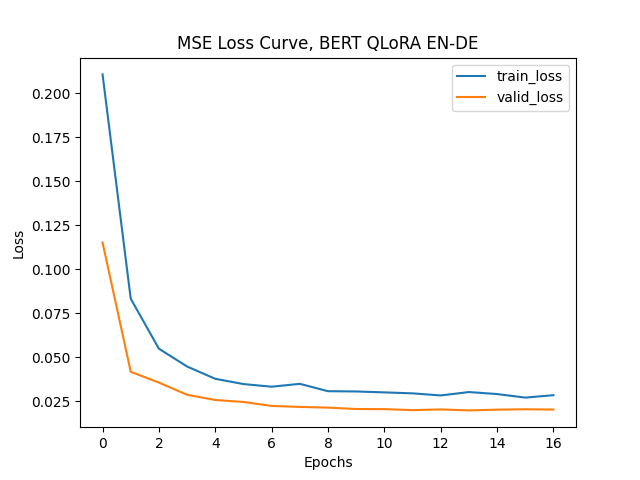 MSE Loss Curve, BERT QLoRA EN-DE
train_loss
valid_loss
0.200
0.175
0.150
0.125
0.100
0.075
0.050
0.025
Loss
0 2 4 6 8 10 12 14 16
Epochs